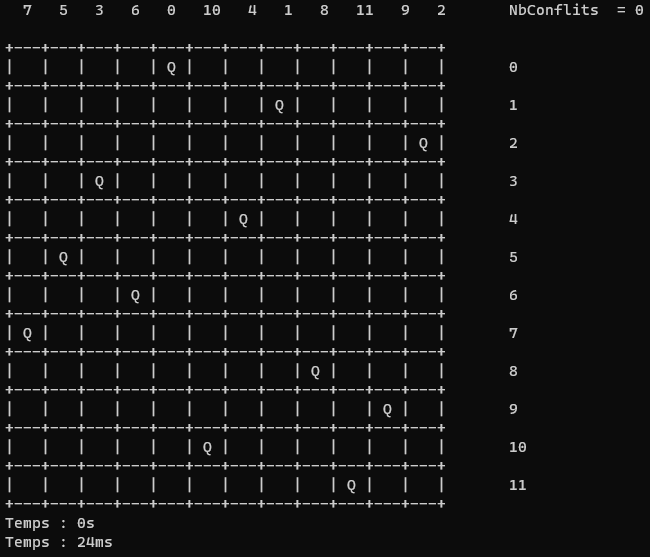 7 5 3 6 0 10 4 1 8 11 9 2 NbConflits = 0
+---+---+---+---+---+---+---+---+---+---+---+---+
|   |   |   |   | Q |   |   |   |   |   |   |   | 0
+---+---+---+---+---+---+---+---+---+---+---+---+
|   |   |   |   |   |   |   | Q |   |   |   |   | 1
+---+---+---+---+---+---+---+---+---+---+---+---+
|   |   |   |   |   |   |   |   |   |   |   | Q | 2
+---+---+---+---+---+---+---+---+---+---+---+---+
|   |   | Q |   |   |   |   |   |   |   |   |   | 3
+---+---+---+---+---+---+---+---+---+---+---+---+
|   |   |   |   |   |   | Q |   |   |   |   |   | 4
+---+---+---+---+---+---+---+---+---+---+---+---+
|   | Q |   |   |   |   |   |   |   |   |   |   | 5
+---+---+---+---+---+---+---+---+---+---+---+---+
|   |   |   | Q |   |   |   |   |   |   |   |   | 6
+---+---+---+---+---+---+---+---+---+---+---+---+
| Q |   |   |   |   |   |   |   |   |   |   |   | 7
+---+---+---+---+---+---+---+---+---+---+---+---+
|   |   |   |   |   |   |   |   | Q |   |   |   | 8
+---+---+---+---+---+---+---+---+---+---+---+---+
|   |   |   |   |   |   |   |   |   |   | Q |   | 9
+---+---+---+---+---+---+---+---+---+---+---+---+
|   |   |   |   |   | Q |   |   |   |   |   |   | 10
+---+---+---+---+---+---+---+---+---+---+---+---+
|   |   |   |   |   |   |   |   |   | Q |   |   | 11
+---+---+---+---+---+---+---+---+---+---+---+---+
Temps : 0s
Temps : 24ms